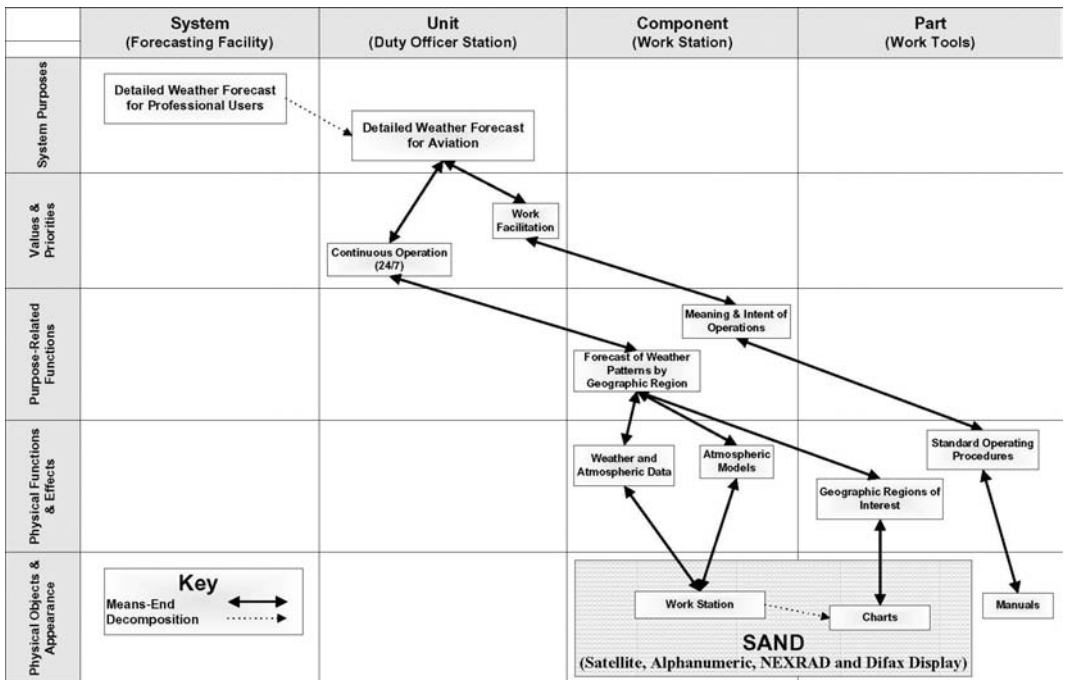 System
(Forecasting Facility)
Unit
(Duty Officer Station)
Component
(Work Station)
Part
(Work Tools)
System Purposes
Detailed Weather Forecast
for Professional Users
Detailed Weather Forecast
for Aviation
Values &
Priorities
Work
Facilitation
Continuous Operation
(24/7)
Purpose-Related
Functions
Meaning & Intent of
Operations
Forecast of Weather
Patterns by
Geographic Region
Physical Functions
& Effects
Weather and
Atmospheric Data
Atmospheric
Models
Standard Operating
Procedures
Geographic Regions of
Interest
Physical Objects &
Appearance
Key
Means-End
Decomposition
Work Station
Charts
Manuals
SAND
(Satellite, Alphanumeric, NEXRAD and Difax Display)